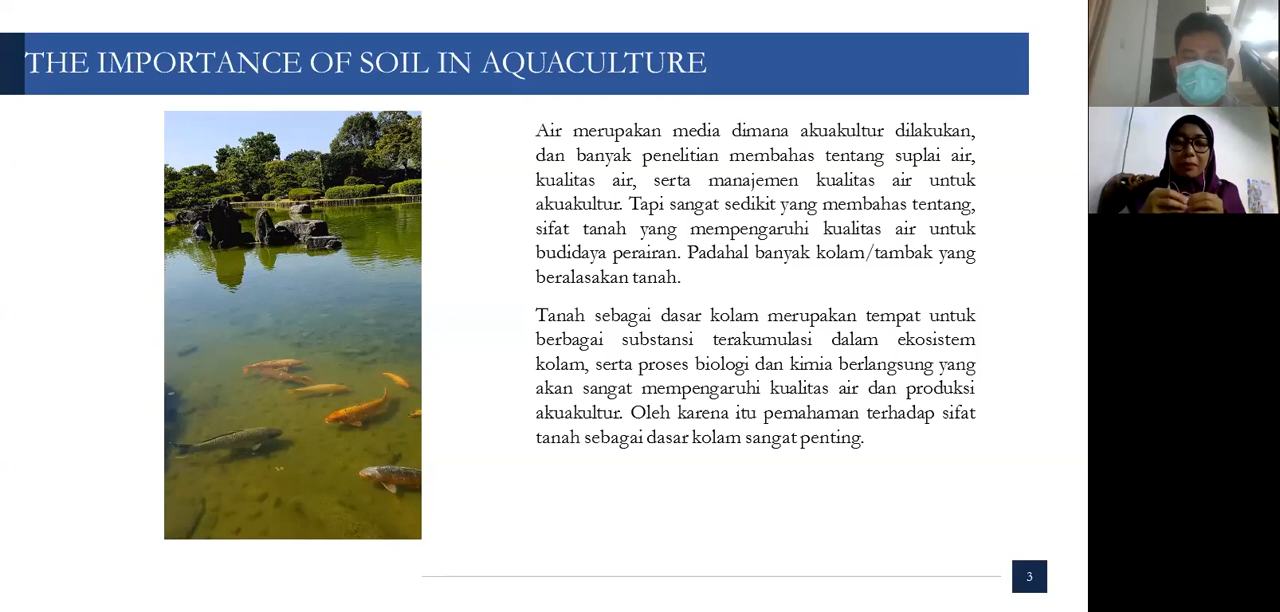 THE IMPORTANCE OF SOIL IN AQUACULTURE
Air merupakan media dimana akuakultur dilakukan,
dan banyak penelitian membahas tentang suplai air,
kualitas air, serta manajemen kualitas air untuk
akuakultur. Tapi sangat sedikit yang membahas tentang,
sifat tanah yang mempengaruhi kualitas air untuk
budidaya perairan. Padahal banyak kolam/tambak yang
beralasakan tanah.
Tanah sebagai dasar kolam merupakan tempat untuk
berbagai substansi terakumulasi dalam ekosistem
kolam, serta proses biologi dan kimia berlangsung yang
akan sangat mempengaruhi kualitas air dan produksi
akuakultur. Oleh karena itu pemahaman terhadap sifat
tanah sebagai dasar kolam sangat penting.
3